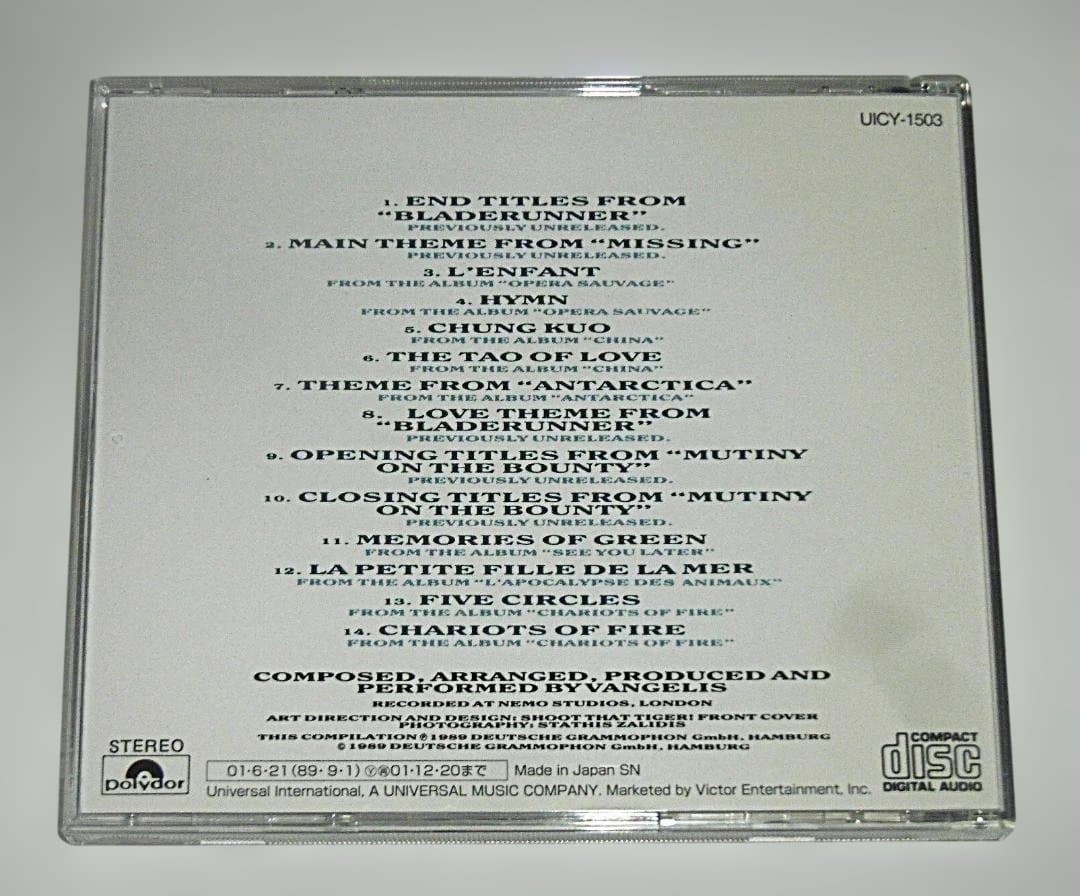 UICY-1503
1. END TITLES FROM
"BLADERUNNER"
PREVIOUSLY UNRELEASED.
2. MAIN THEME FROM "MISSING"
PREVIOUSLY UNRELEASED.
3. L'ENFANT
FROM THE ALBUM "OPERA SAUVAGE"
4. HYMN
FROM THE ALBUM "OPERA SAUVAGE"
5. CHUNG KUO
FROM THE ALBUM "CHINA"
6. THE TAO OF LOVE
FROM THE ALBUM "CHINA"
7. THEME FROM "ANTARCTICA"
FROM THE ALBUM "ANTARCTICA"
8. LOVE THEME FROM
"BLADERUNNER"
PREVIOUSLY UNRELEASED.
9. OPENING TITLES FROM "MUTINY
ON THE BOUNTY"
PREVIOUSLY UNRELEASED.
10. CLOSING TITLES FROM "MUTINY
ON THE BOUNTY"
PREVIOUSLY UNRELEASED.
11. MEMORIES OF GREEN
FROM THE ALBUM "SEE YOU LATER"
12. LA PETITE FILLE DE LA MER
FROM THE ALBUM "L'APOCALYPSE DES ANIMAUX"
13. FIVE CIRCLES
FROM THE ALBUM "CHARIOTS OF FIRE"
14. CHARIOTS OF FIRE
FROM THE ALBUM "CHARIOTS OF FIRE"
COMPOSED, ARRANGED, PRODUCED AND
PERFORMED BY VANGELIS
RECORDED AT NEMO STUDIOS, LONDON
ART DIRECTION AND DESIGN: SHOOT THAT TIGER! FRONT COVER
PHOTOGRAPHY: STATHIS ZALIDIS
THIS COMPILATION ℗ 1989 DEUTSCHE GRAMMOPHON GmbH, HAMBURG
© 1989 DEUTSCHE GRAMMOPHON GmbH, HAMBURG
STEREO
polydor
01·6·21 (89·9·1) Ⓨ㊢01·12·20まで Made in Japan SN
Universal International, A UNIVERSAL MUSIC COMPANY. Marketed by Victor Entertainment, Inc.
COMPACT
disc
DIGITAL AUDIO